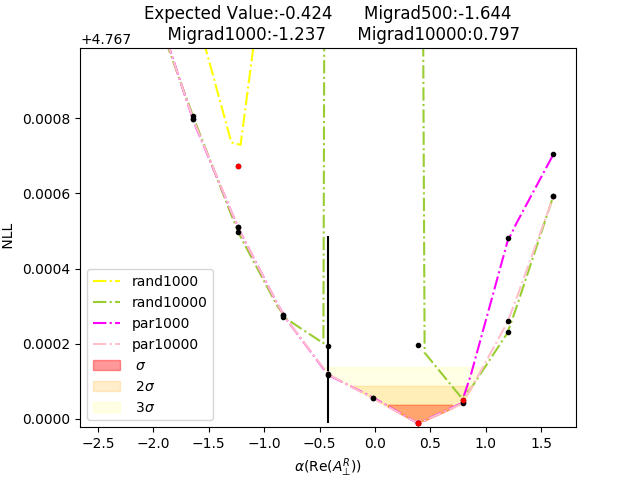 Expected Value:-0.424 Migrad500:-1.644
Migrad1000:-1.237 Migrad10000:0.797
+4.767
0.0008
0.0006
0.0004
0.0002
0.0000
NLL
rand1000
rand10000
par1000
par10000
σ
2σ
3σ
-2.5 -2.0 -1.5 -1.0 -0.5 0.0 0.5 1.0 1.5
α(Re(A⊥^R))